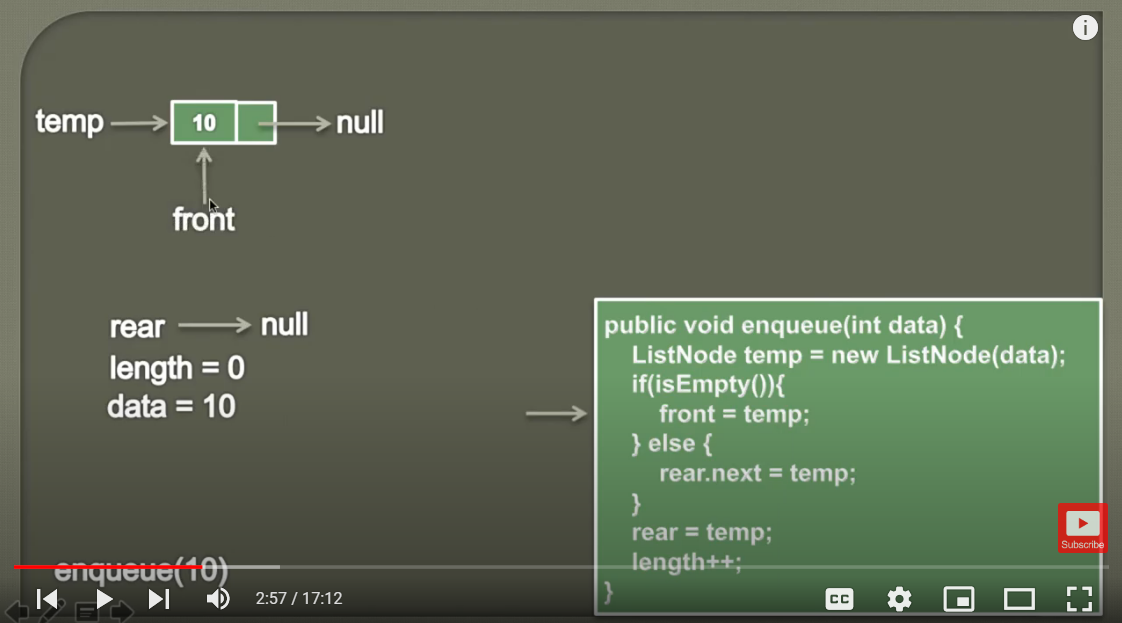 temp 10 null
front
rear null
length = 0
data = 10
public void enqueue(int data) {
ListNode temp = new ListNode(data);
if(isEmpty()){
front = temp;
} else {
rear.next = temp;
}
rear = temp;
length++;
}
Subscribe
enqueue(10)
2:57 / 17:12
CC